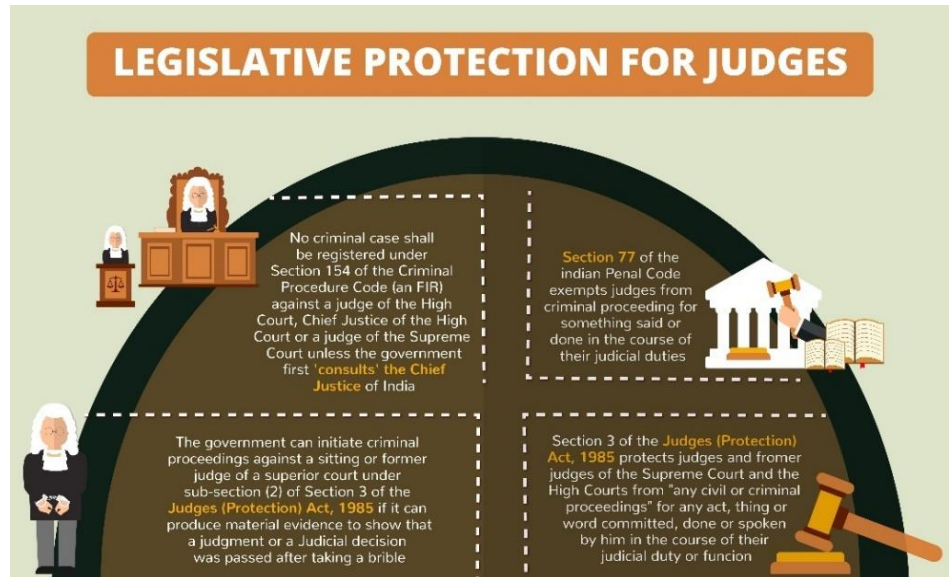 LEGISLATIVE PROTECTION FOR JUDGES
No criminal case shall
be registered under
Section 154 of the Criminal
Procedure Code (an FIR)
against a judge of the High
Court, Chief Justice of the High
Court or a judge of the Supreme
Court unless the government
first 'consults' the Chief
Justice of India
Section 77 of the
indian Penal Code
exempts judges from
criminal proceeding for
something said or
done in the course of
their judicial duties
The government can initiate criminal
proceedings against a sitting or former
judge of a superior court under
sub-section (2) of Section 3 of the
Judges (Protection) Act, 1985 if it can
produce material evidence to show that
a judgment or a Judicial decision
was passed after taking a brible
Section 3 of the Judges (Protection)
Act, 1985 protects judges and fromer
judges of the Supreme Court and the
High Courts from "any civil or criminal
proceedings" for any act, thing or
word committed, done or spoken
by him in the course of their
judicial duty or funcion